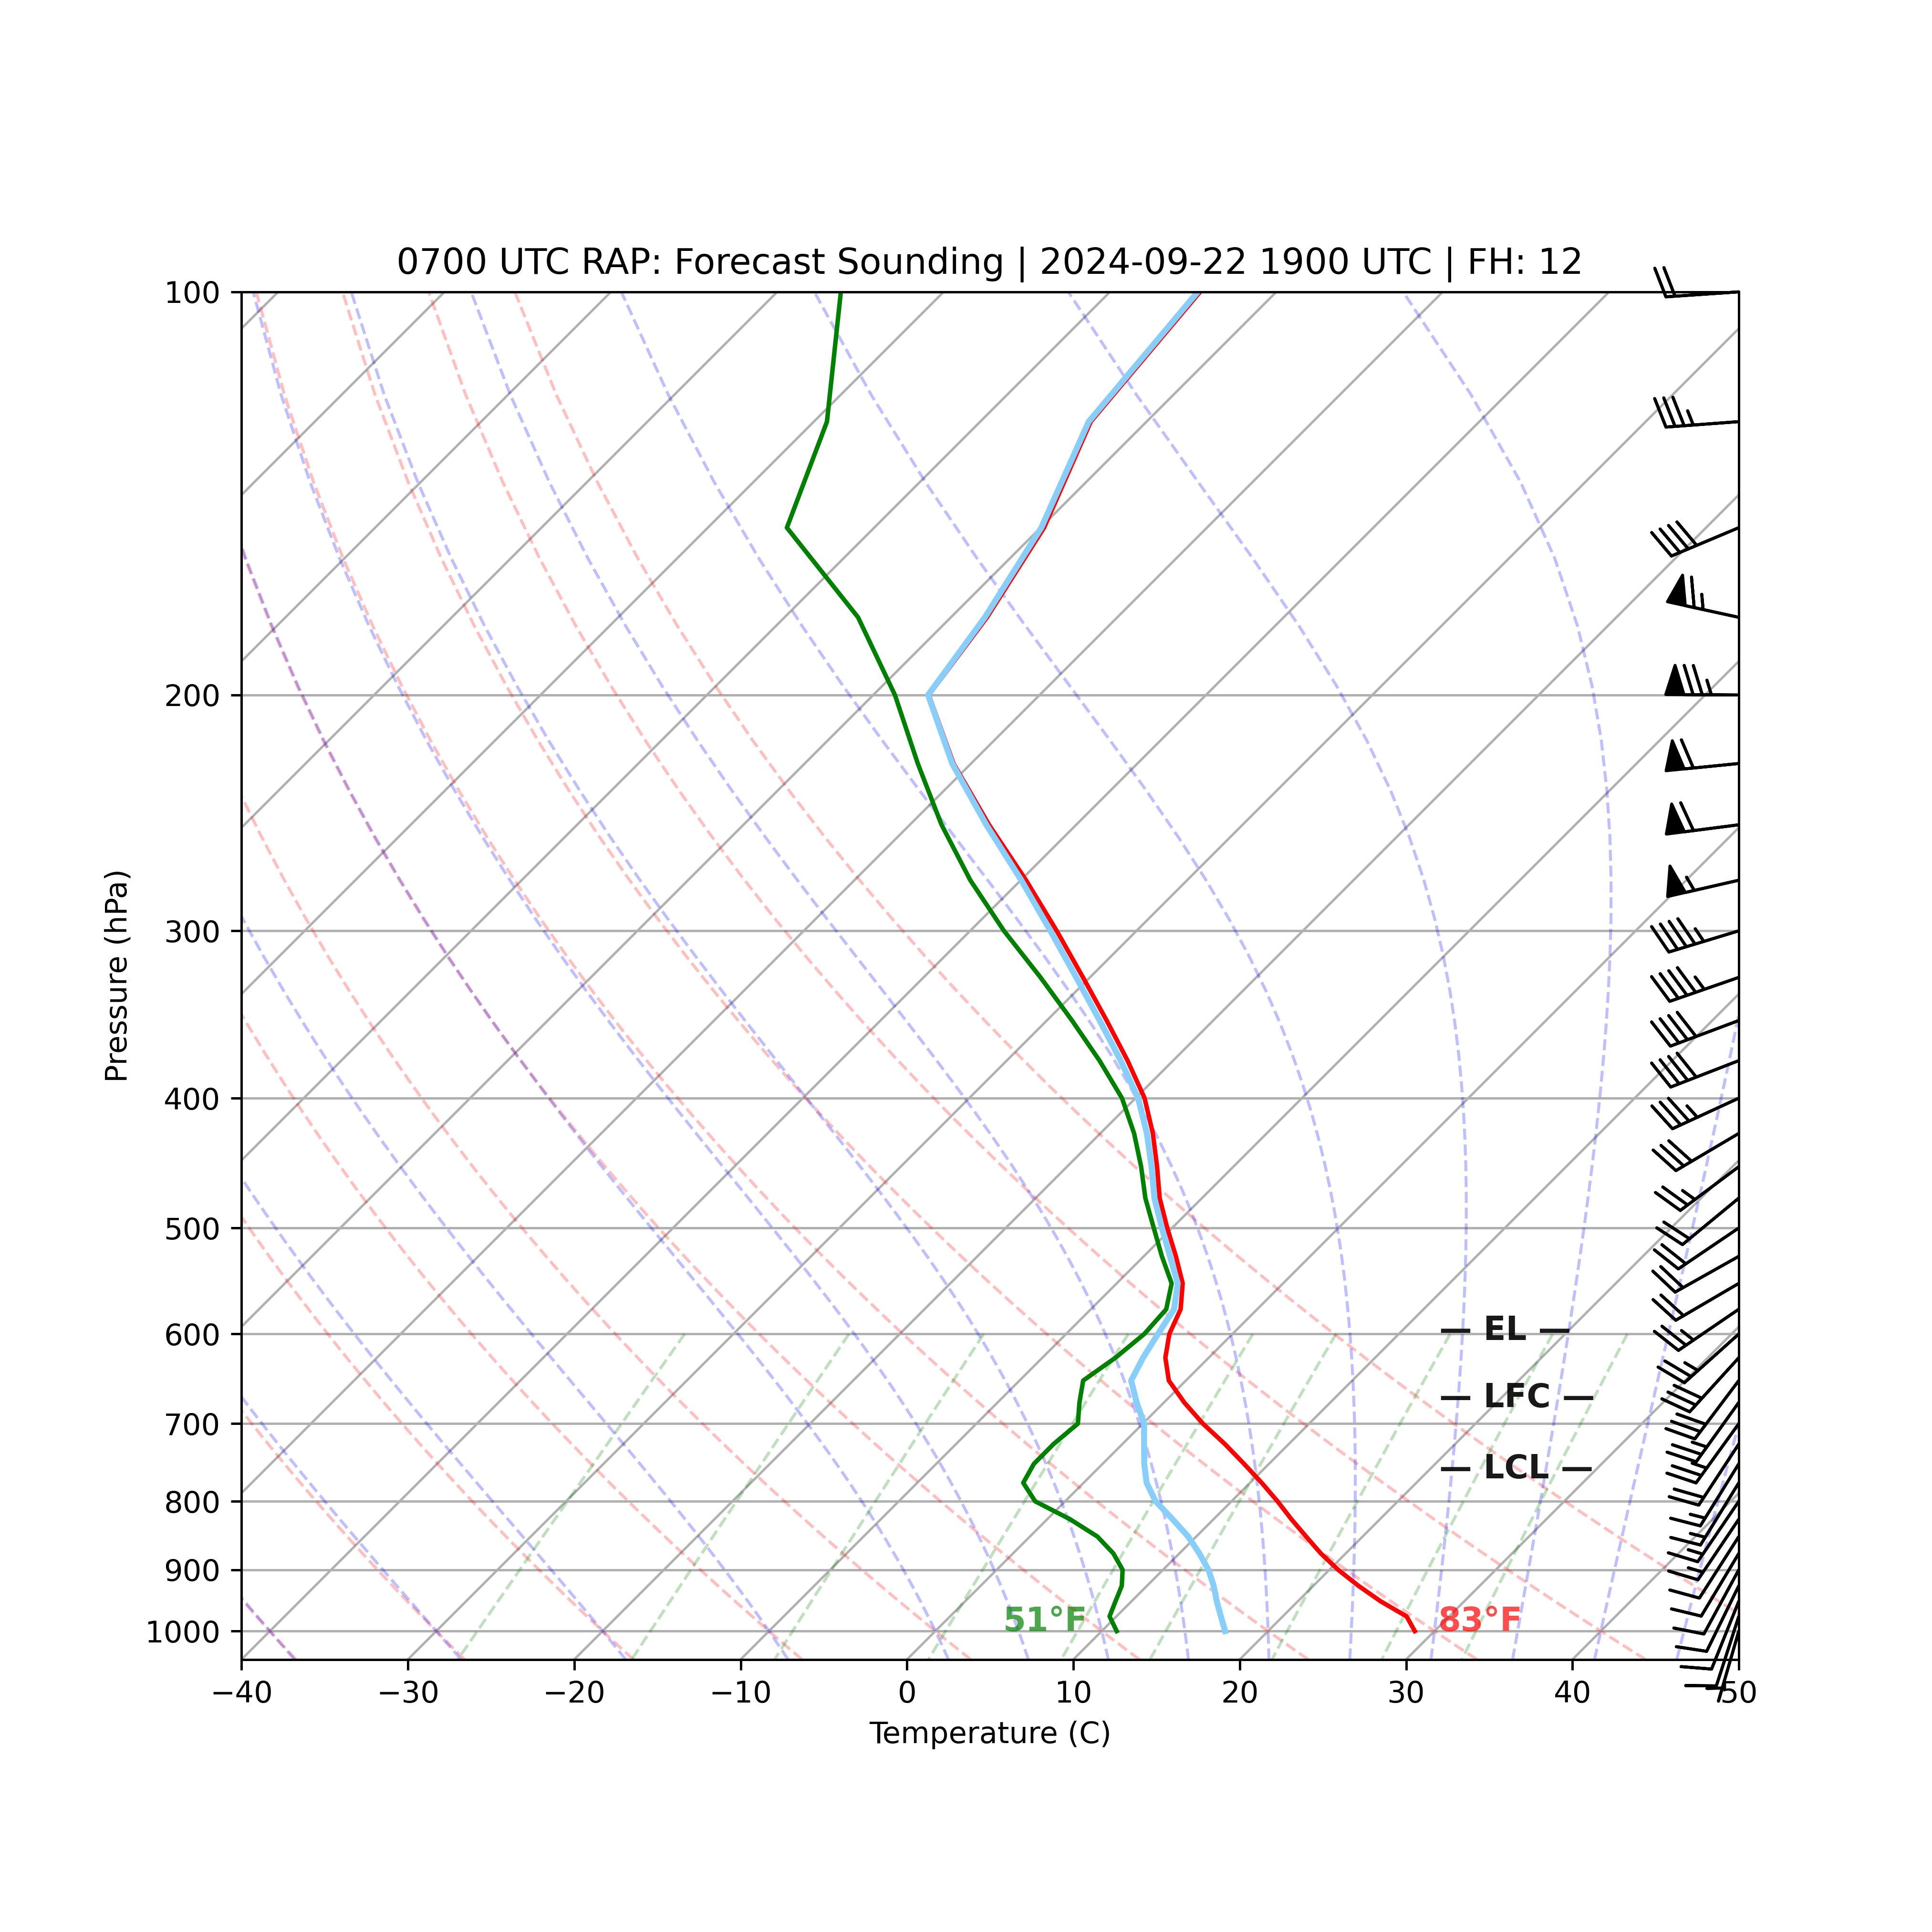 0700 UTC RAP: Forecast Sounding | 2024-09-22 1900 UTC | FH: 12
100
200
300
400
500
600
700
800
900
1000
Pressure (hPa)
— EL —
— LFC —
— LCL —
51°F
83°F
−40 −30 −20 −10 0 10 20 30 40 50
Temperature (C)